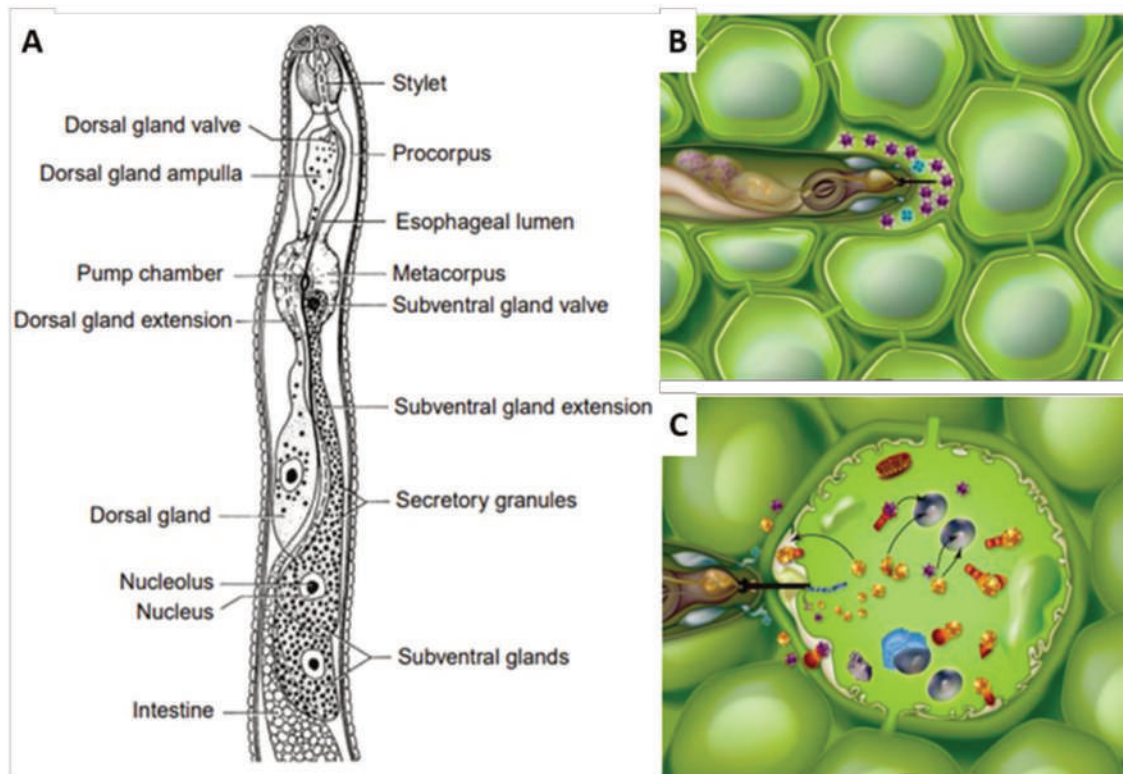 A
Stylet
Dorsal gland valve
Procorpus
Dorsal gland ampulla
Esophageal lumen
Pump chamber
Metacorpus
Subventral gland valve
Dorsal gland extension
Subventral gland extension
Secretory granules
Dorsal gland
Nucleolus
Nucleus
Subventral glands
Intestine
B
C